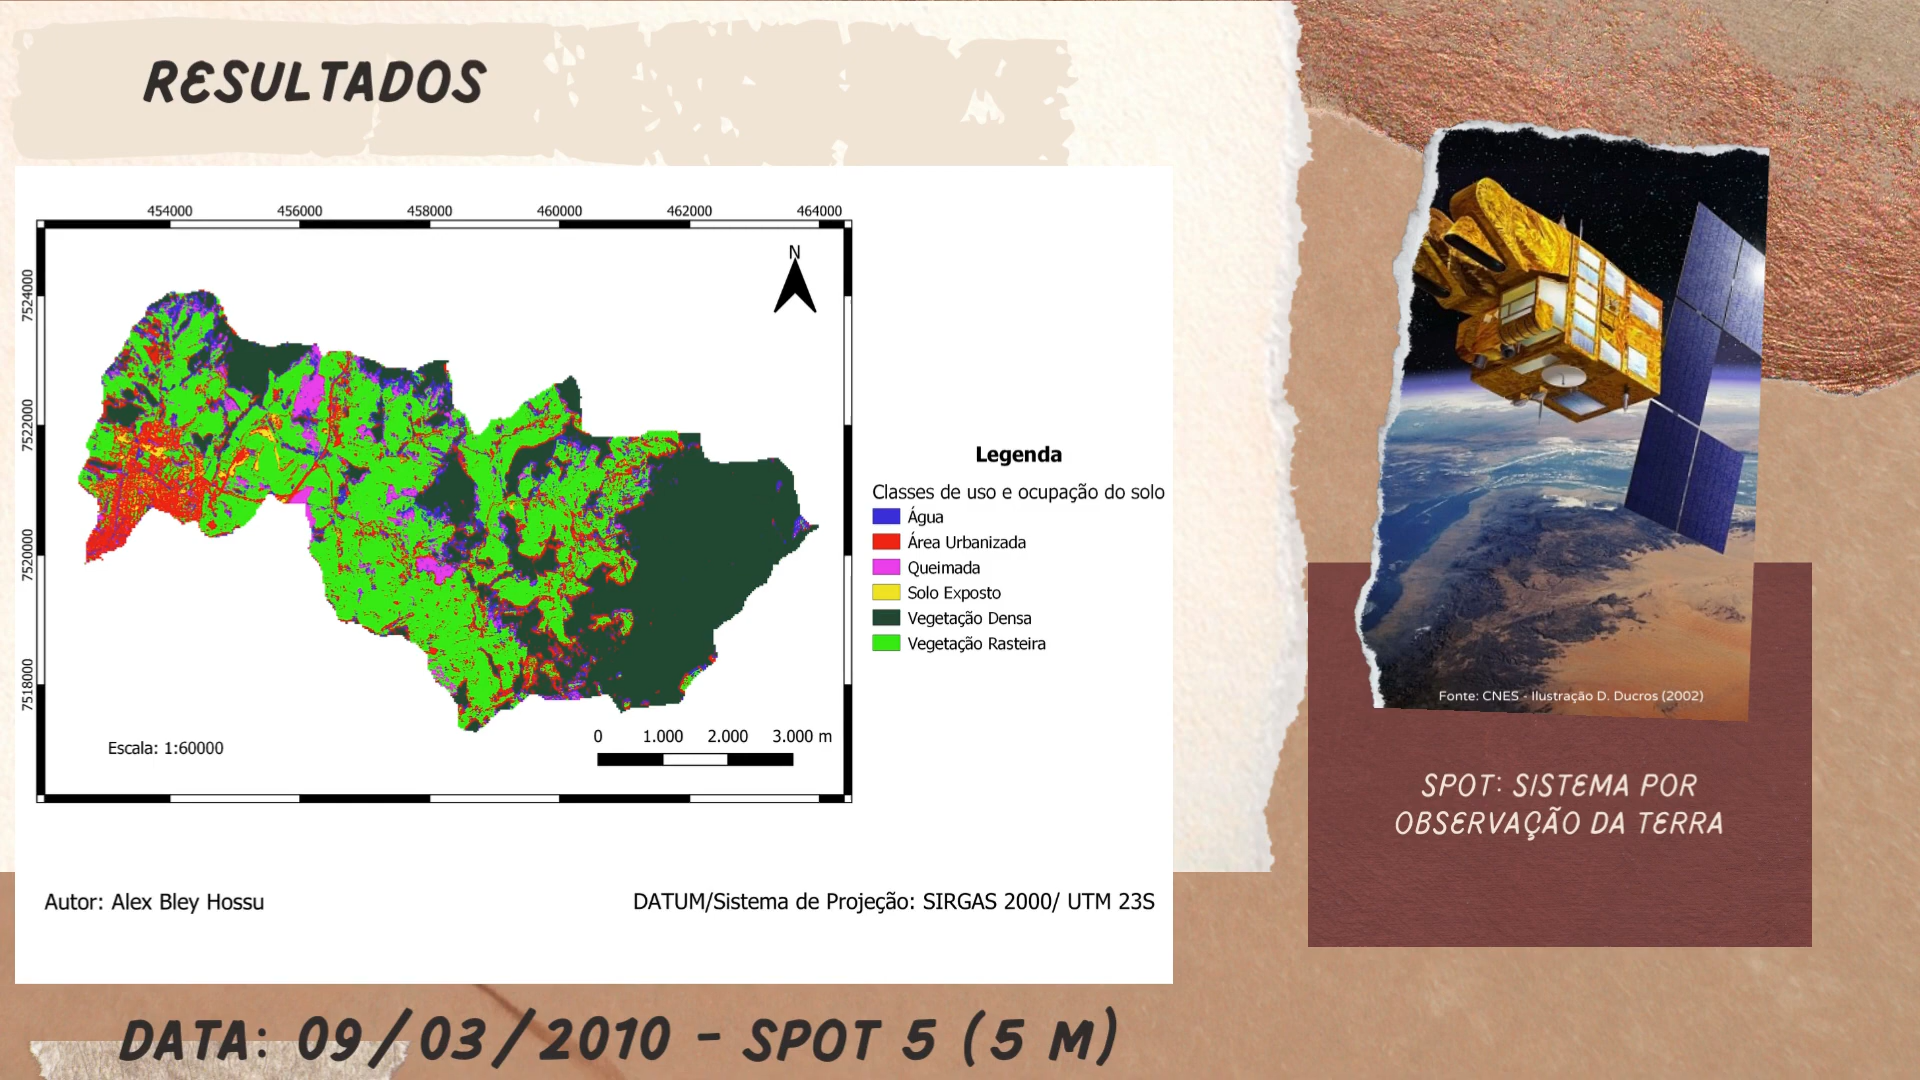 RESULTADOS
454000 456000 458000 460000 462000 464000
7524000
7522000
7520000
7518000
N
Legenda
Classes de uso e ocupação do solo
Água
Área Urbanizada
Queimada
Solo Exposto
Vegetação Densa
Vegetação Rasteira
0 1.000 2.000 3.000 m
Escala: 1:60000
Autor: Alex Bley Hossu
DATUM/Sistema de Projeção: SIRGAS 2000/ UTM 23S
DATA: 09/03/2010 - SPOT 5 (5 M)
Fonte: CNES - Ilustração D. Ducros (2002)
SPOT: SISTEMA POR
OBSERVAÇÃO DA TERRA